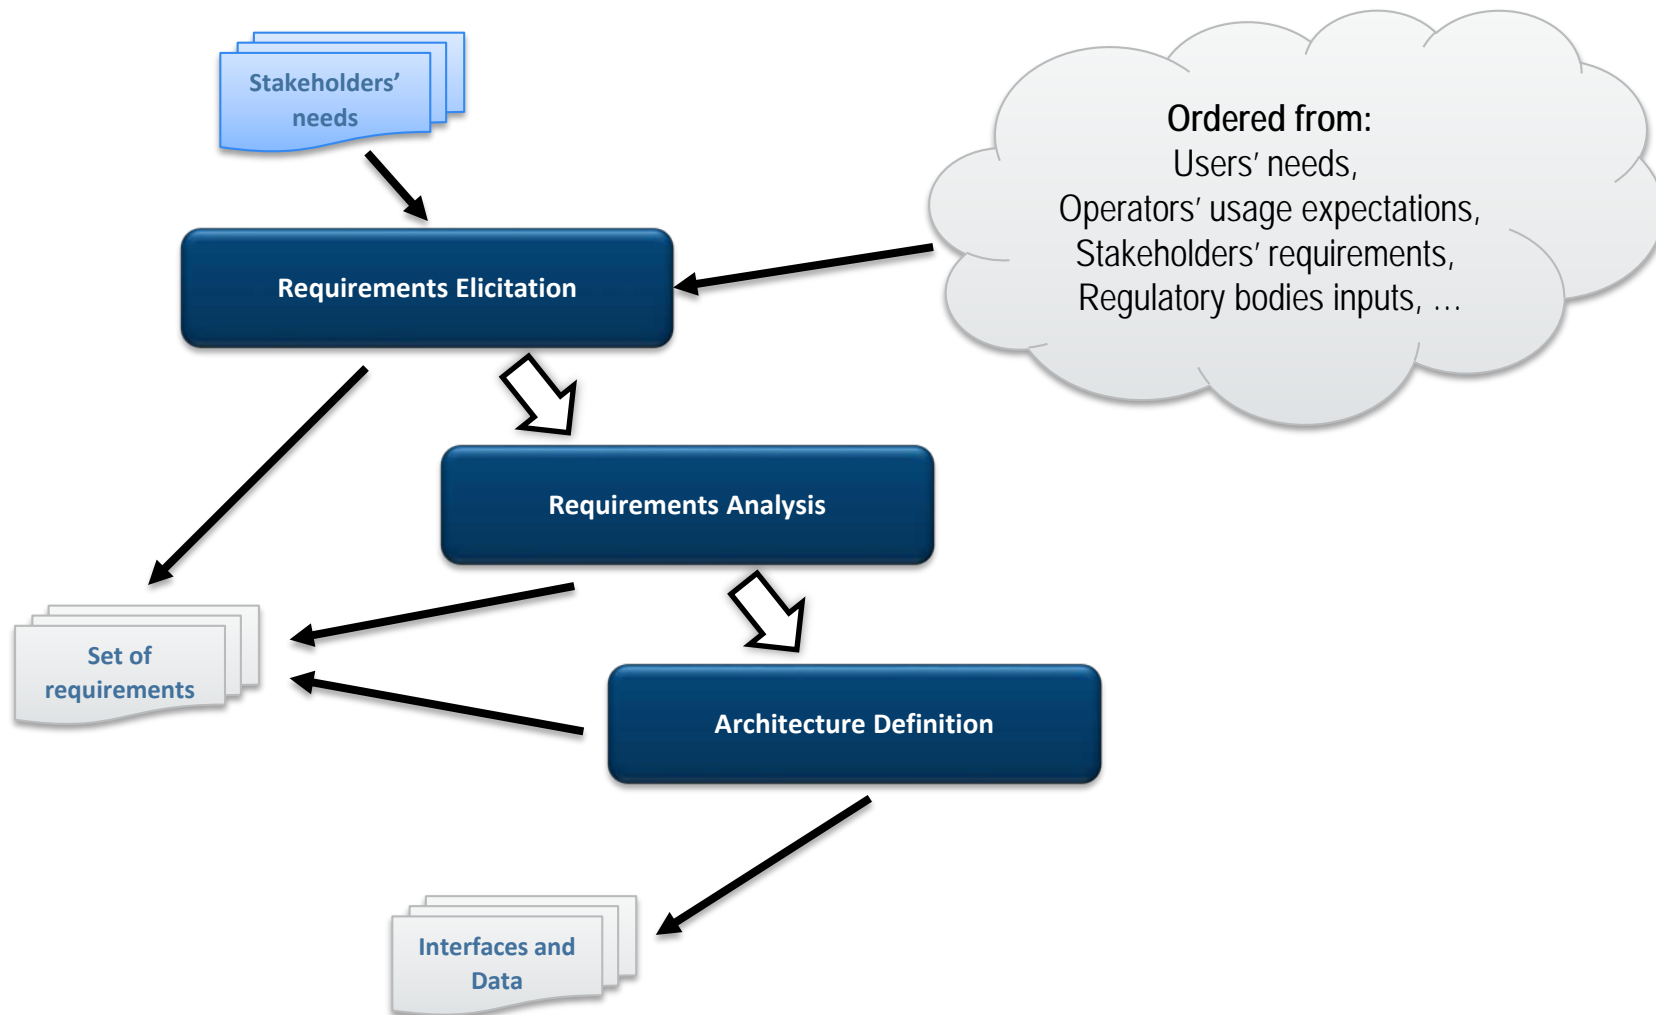 Stakeholders’
needs
Ordered from:
Users’ needs,
Operators’ usage expectations,
Stakeholders’ requirements,
Regulatory bodies inputs, …
Requirements Elicitation
Requirements Analysis
Set of
requirements
Architecture Definition
Interfaces and
Data